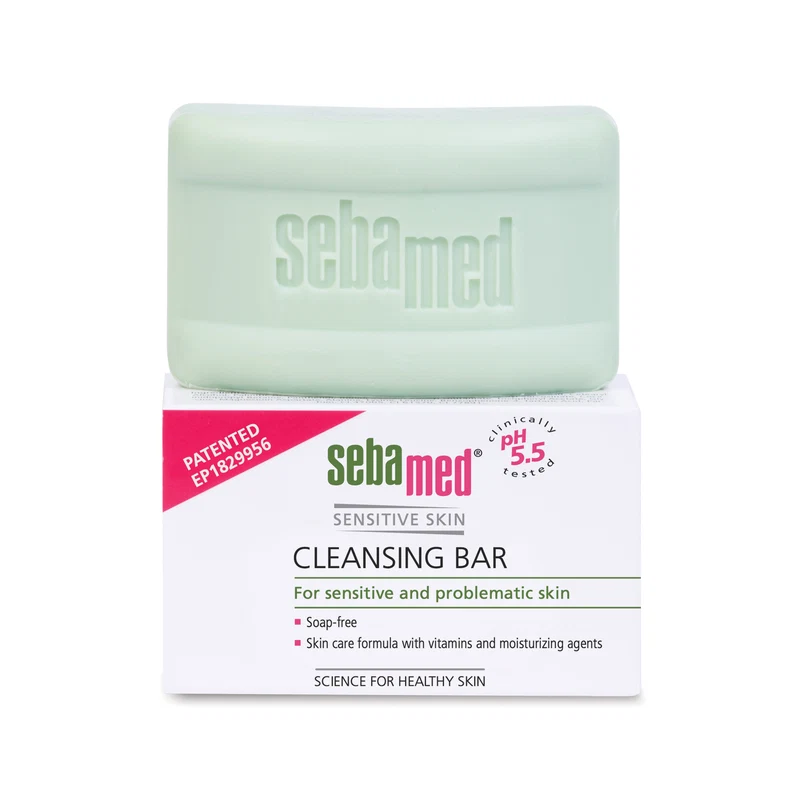 sebamed
PATENTED
EP1829956
sebamed®
clinically
pH
5.5
tested
SENSITIVE SKIN
CLEANSING BAR
For sensitive and problematic skin
Soap-free
Skin care formula with vitamins and moisturizing agents
SCIENCE FOR HEALTHY SKIN